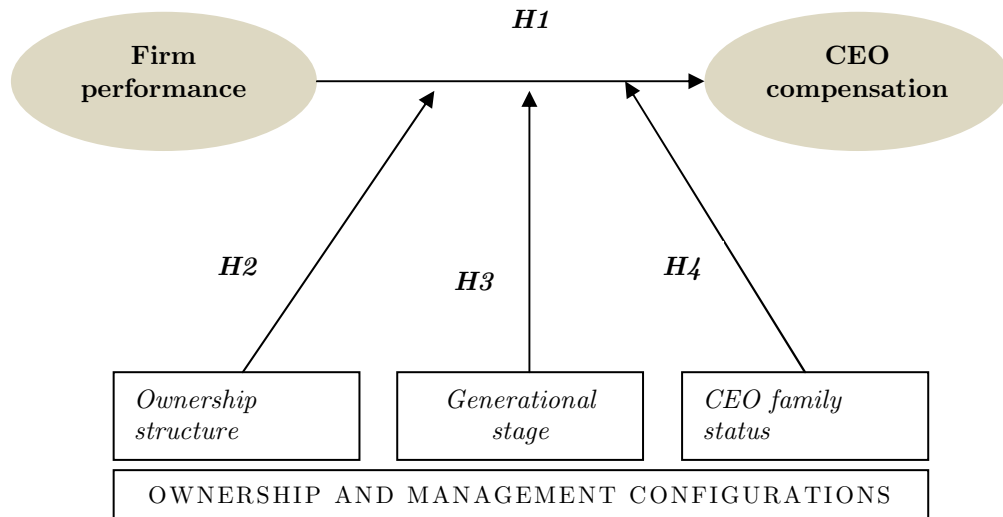 H1
Firm
performance
CEO
compensation
H2
H3
H4
Ownership
structure
Generational
stage
CEO family
status
OWNERSHIP AND MANAGEMENT CONFIGURATIONS